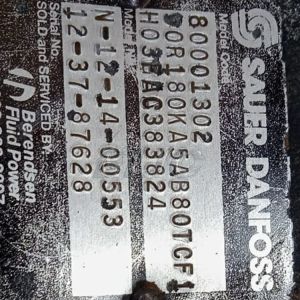 SAUER DANFOSS
Model Code
80001302
90R180KA5AB80TCF1
H03BAC383824
N-12-14-00553
12-37-87628
Serial No.
SOLD and SERVICED BY
Berendsen
Fluid Power